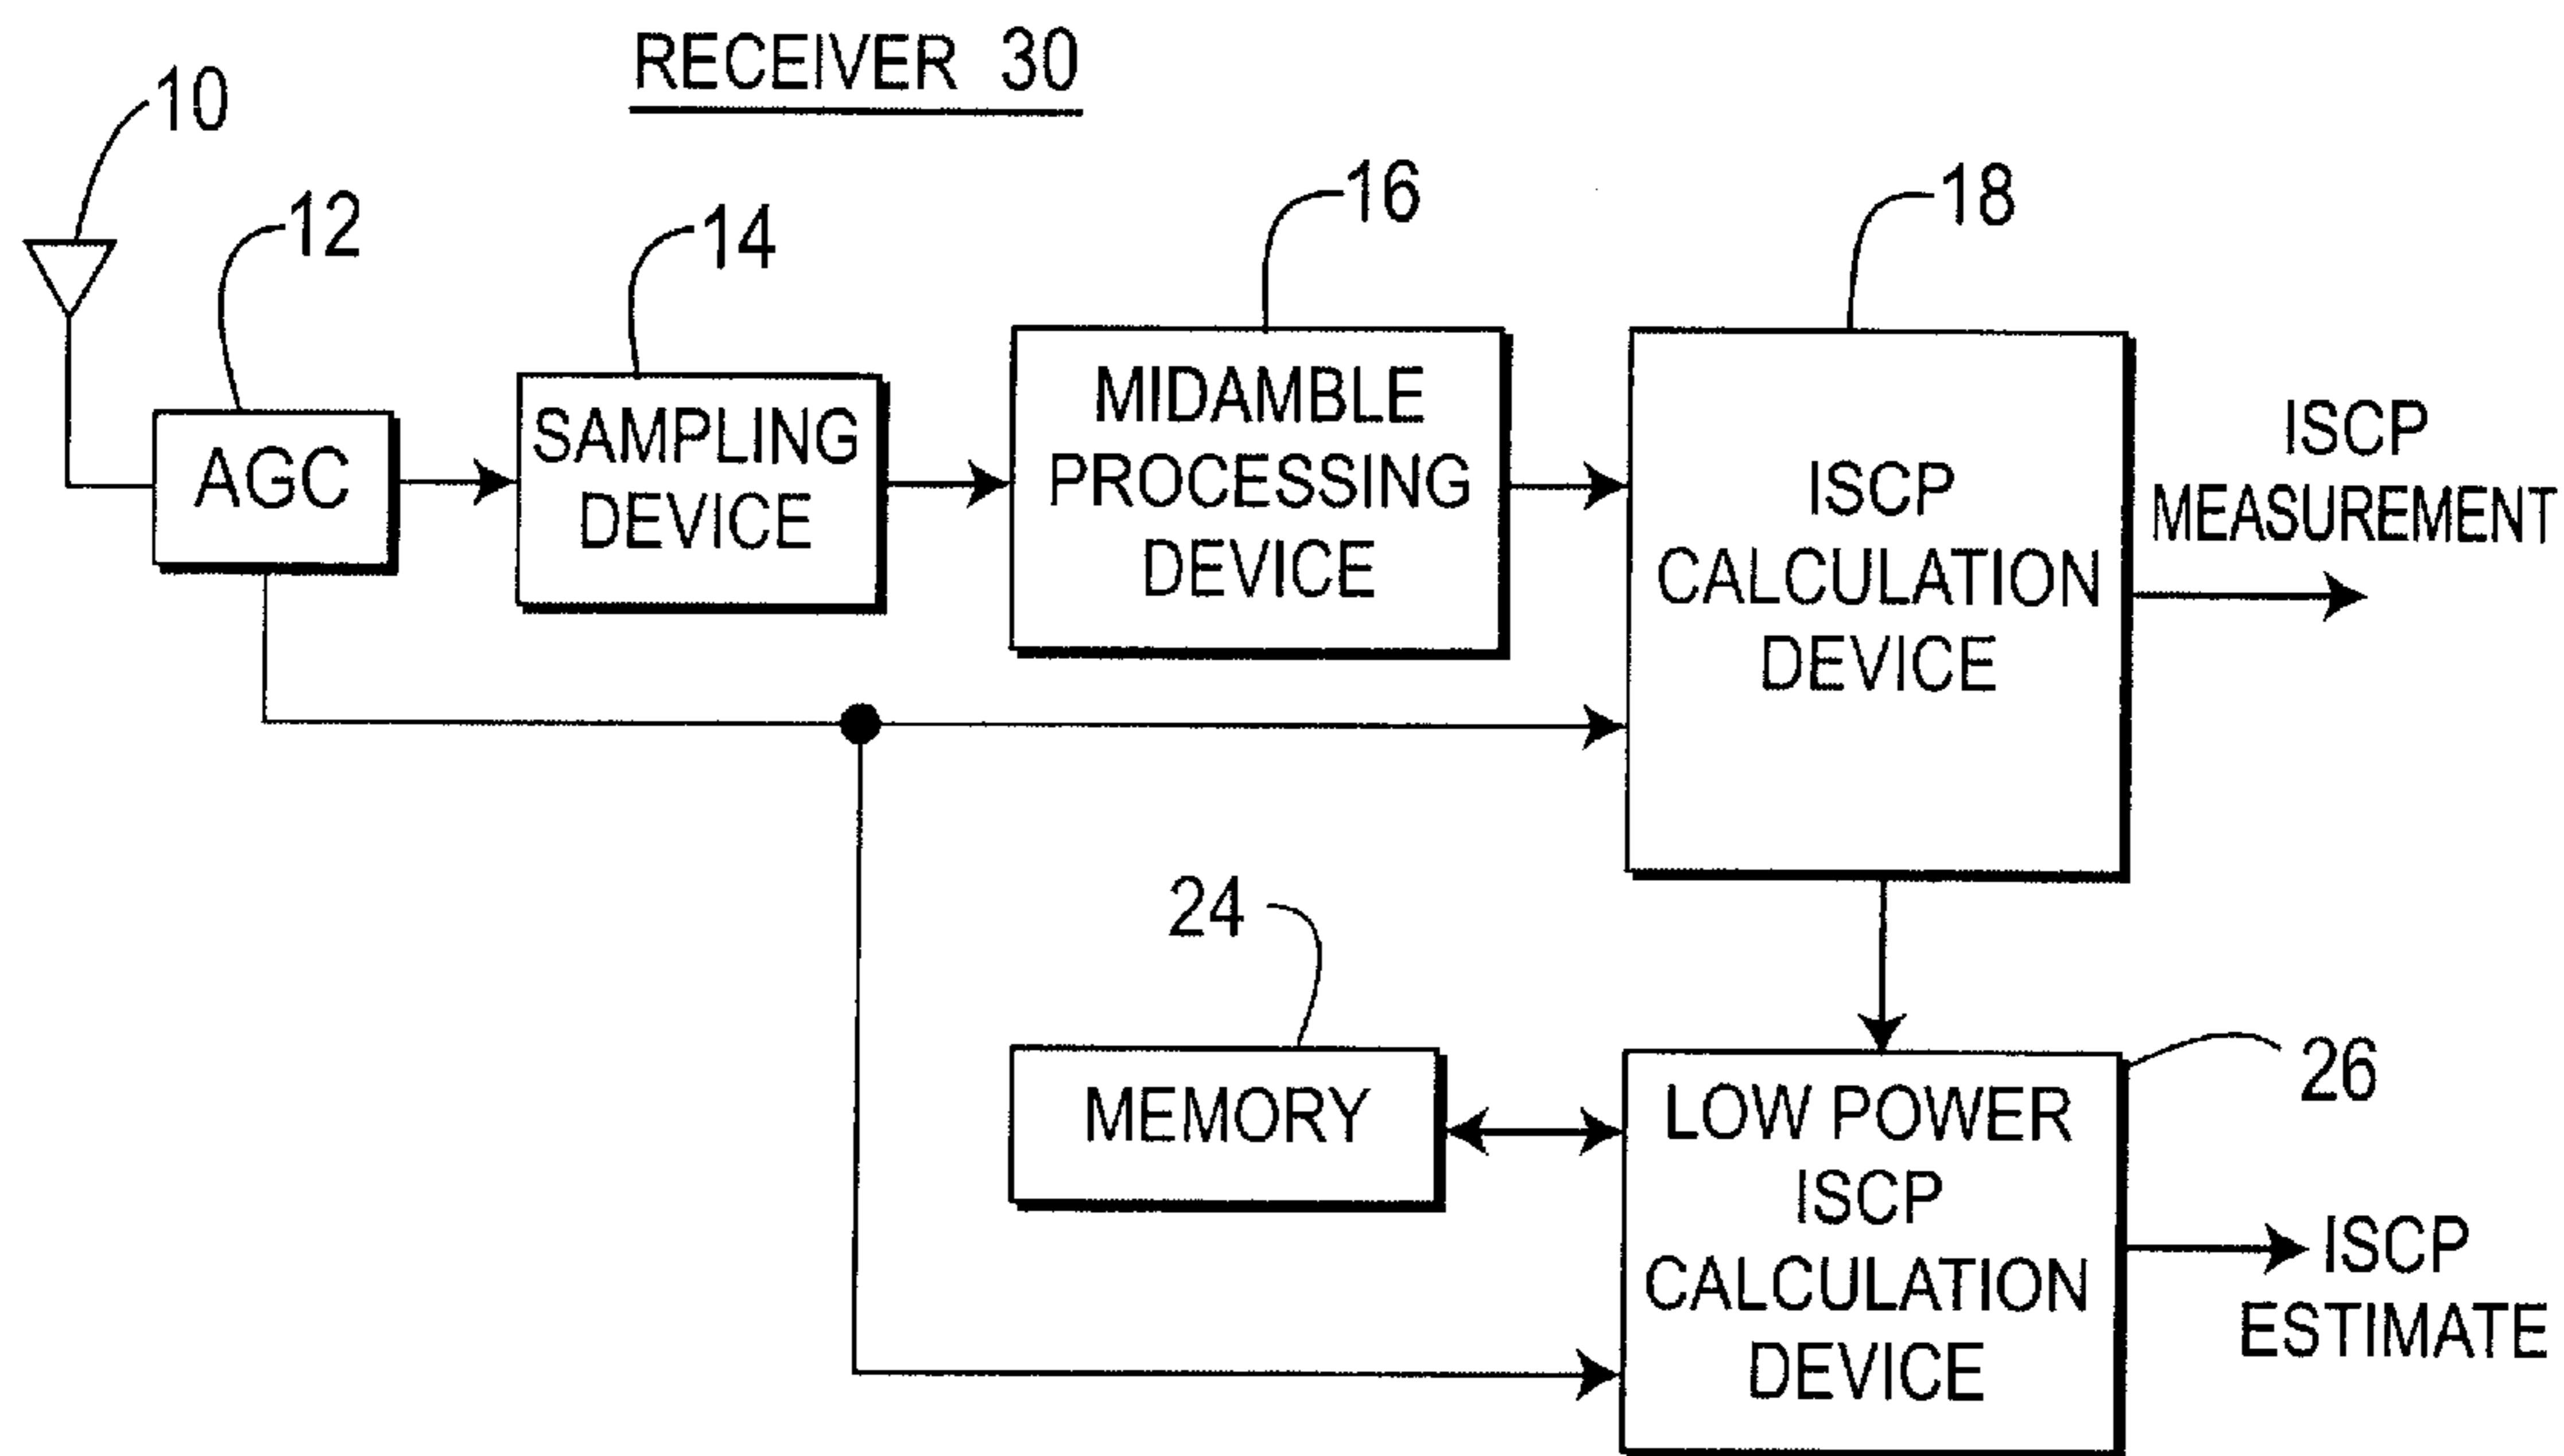 RECEIVER 30
10
12
14
16
18
AGC
SAMPLING
DEVICE
MIDAMBLE
PROCESSING
DEVICE
ISCP
CALCULATION
DEVICE
ISCP
MEASUREMENT
24
MEMORY
26
LOW POWER
ISCP
CALCULATION
DEVICE
ISCP
ESTIMATE